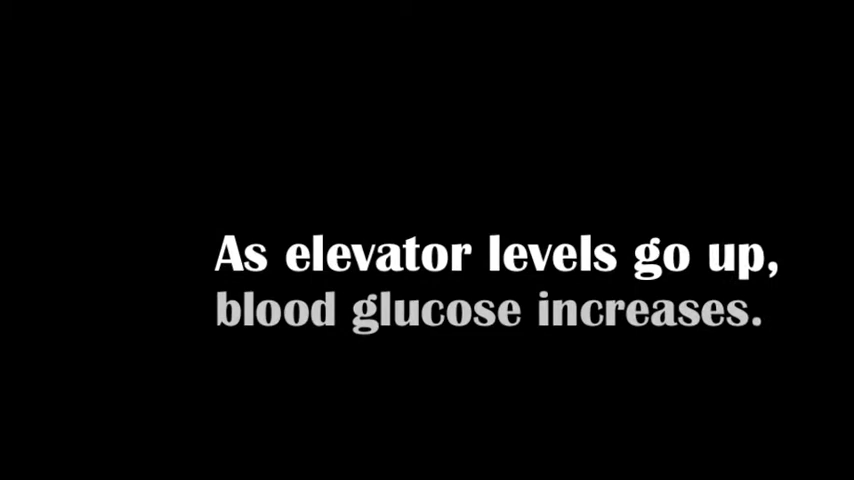 As elevator levels go up,
blood glucose increases.